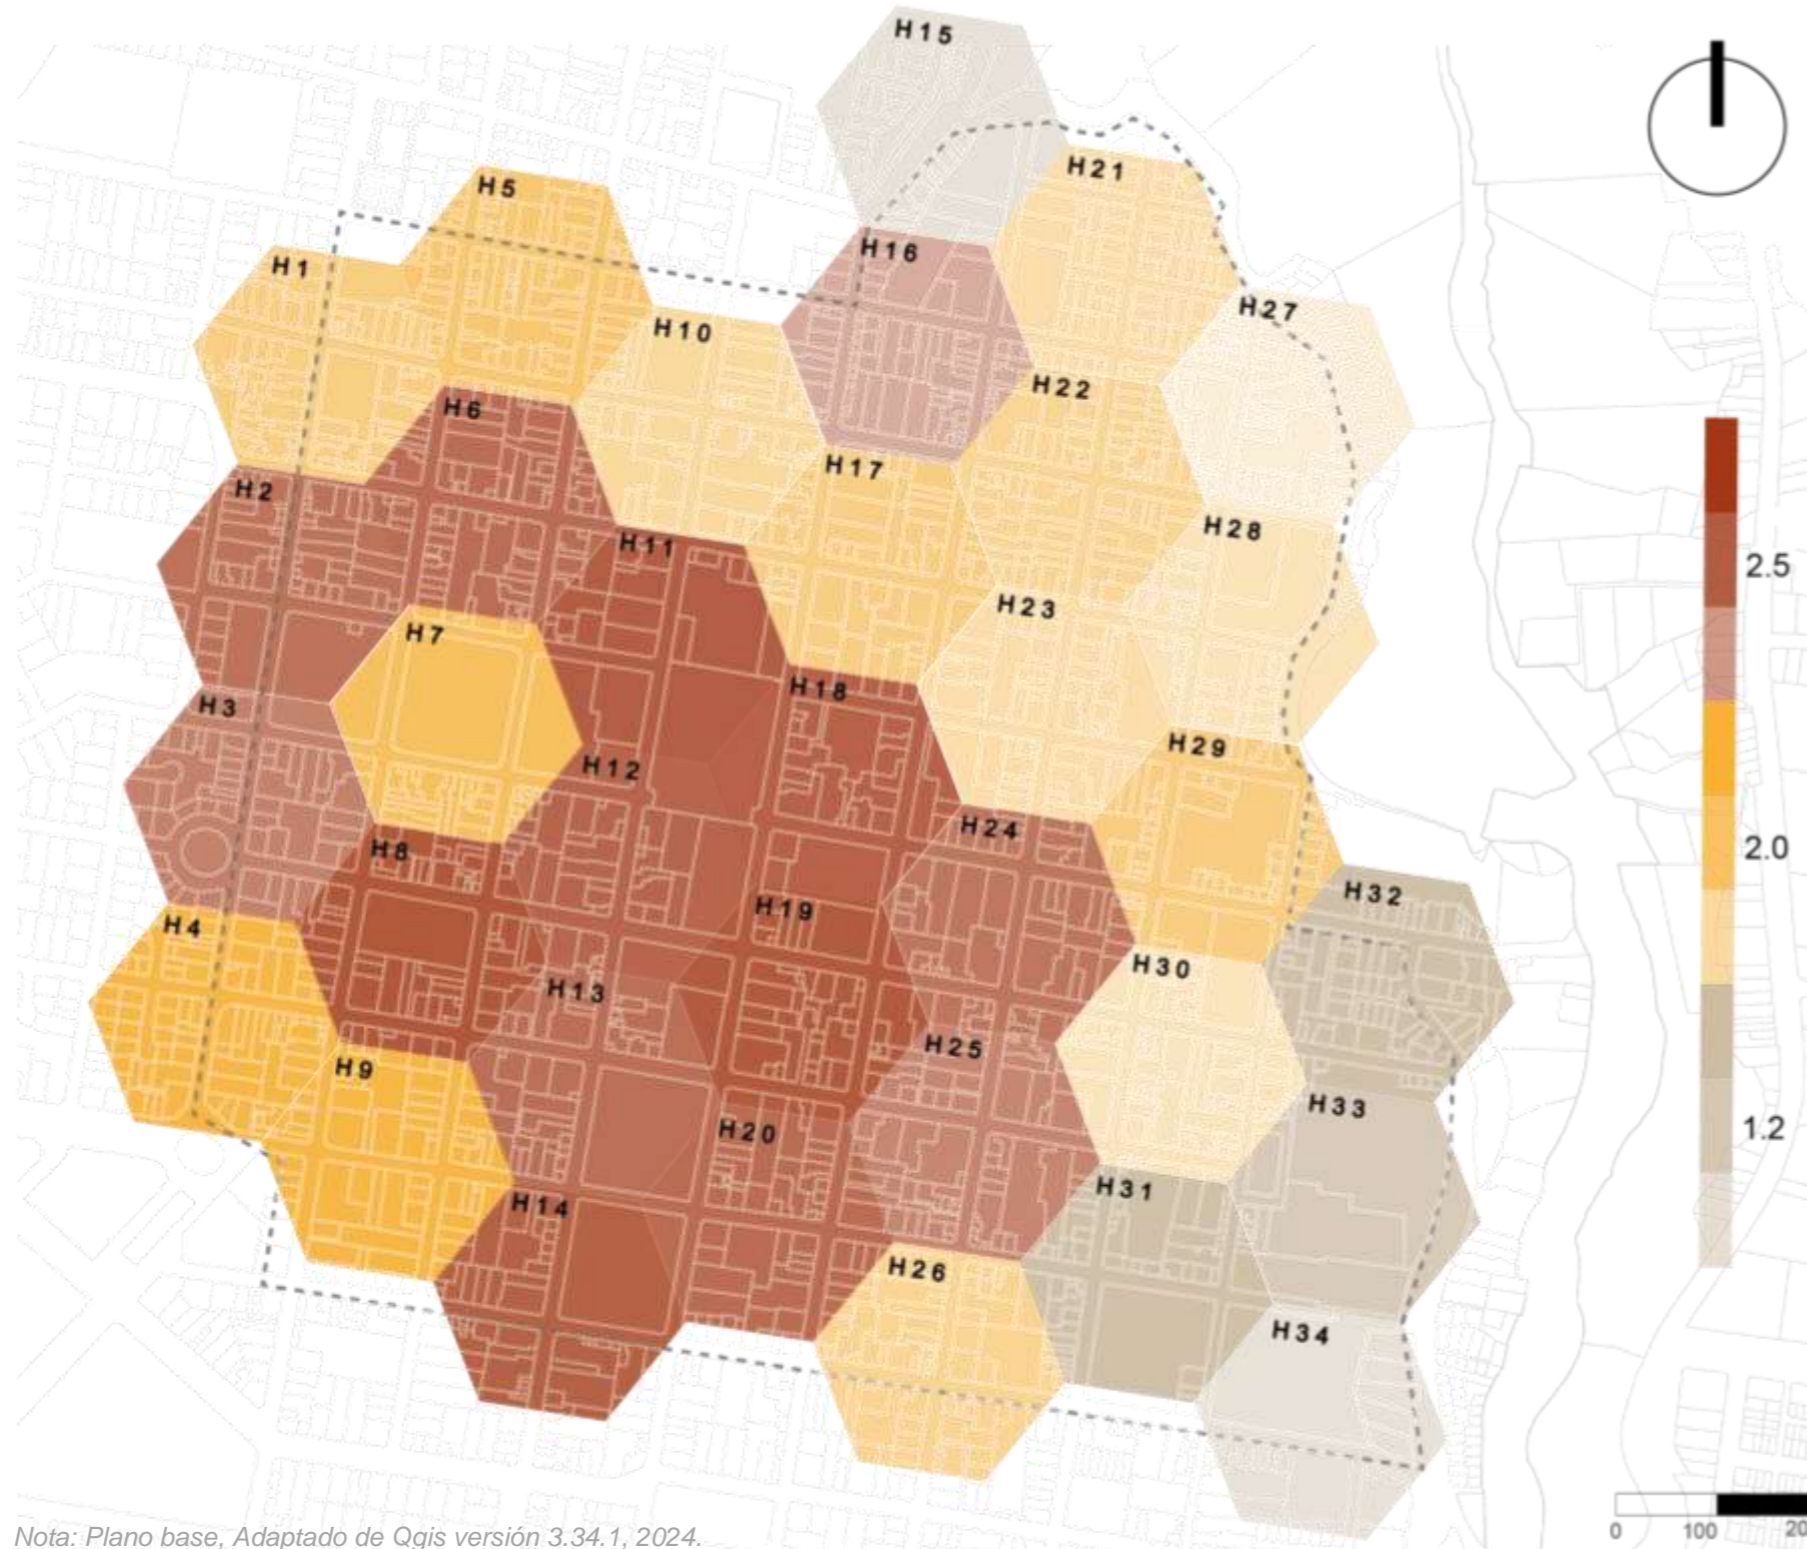 H15
H21
H5
H16
H1
H27
H10
H22
H6
H17
H2
H28
H11
2.5
H23
H7
H18
H3
H29
H12
H24
2.0
H8
H32
H19
H4
H30
H13
H25
H9
H33
1.2
H20
H31
H14
H26
H34
0 100 20
Nota: Plano base, Adaptado de Qgis versión 3.34.1, 2024.